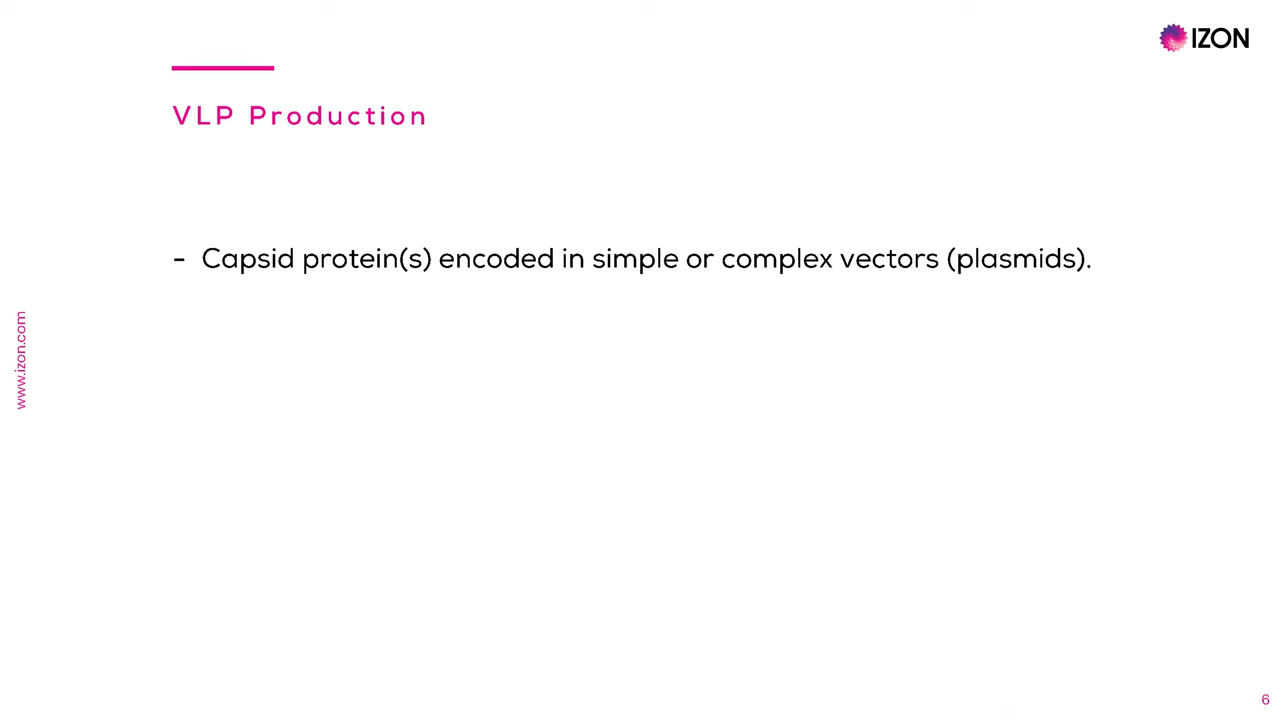 IZON
VLP Production
- Capsid protein(s) encoded in simple or complex vectors (plasmids).
www.izon.com
6